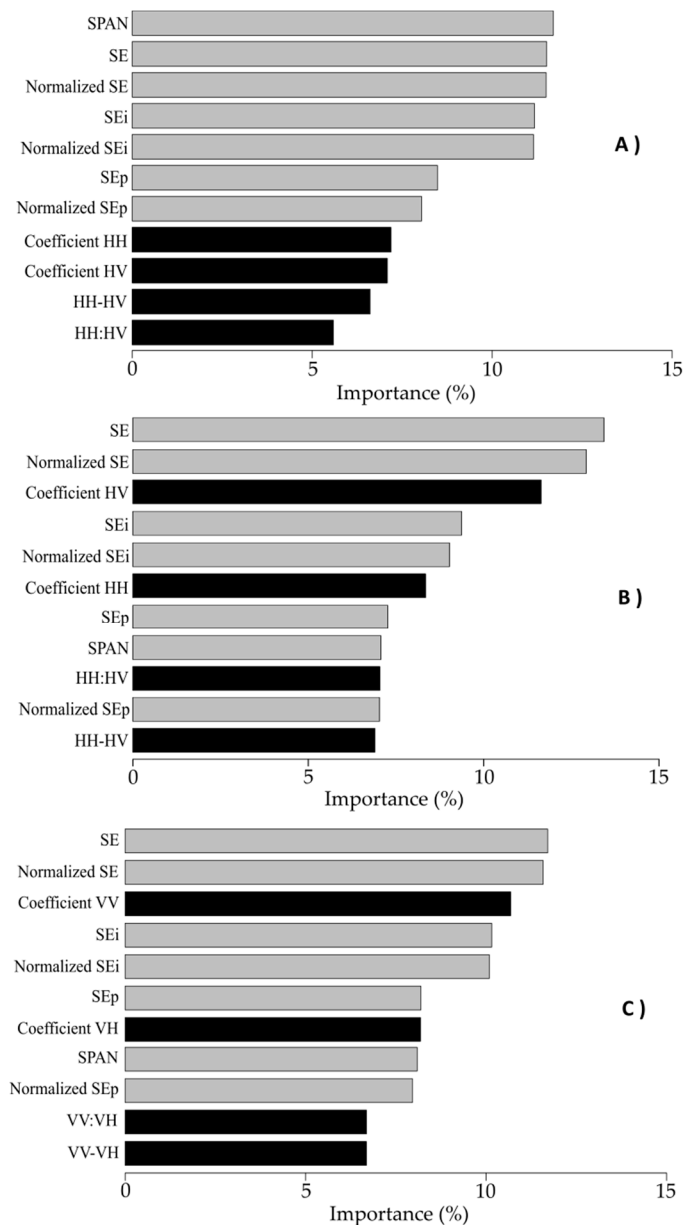 SPAN
SE
Normalized SE
SEi
Normalized SEi
SEp
Normalized SEp
Coefficient HH
Coefficient HV
HH-HV
HH:HV
A )
0 5 10 15
Importance (%)
SE
Normalized SE
Coefficient HV
SEi
Normalized SEi
Coefficient HH
SEp
SPAN
HH:HV
Normalized SEp
HH-HV
B )
0 5 10 15
Importance (%)
SE
Normalized SE
Coefficient VV
SEi
Normalized SEi
SEp
Coefficient VH
SPAN
Normalized SEp
VV:VH
VV-VH
C )
0 5 10 15
Importance (%)